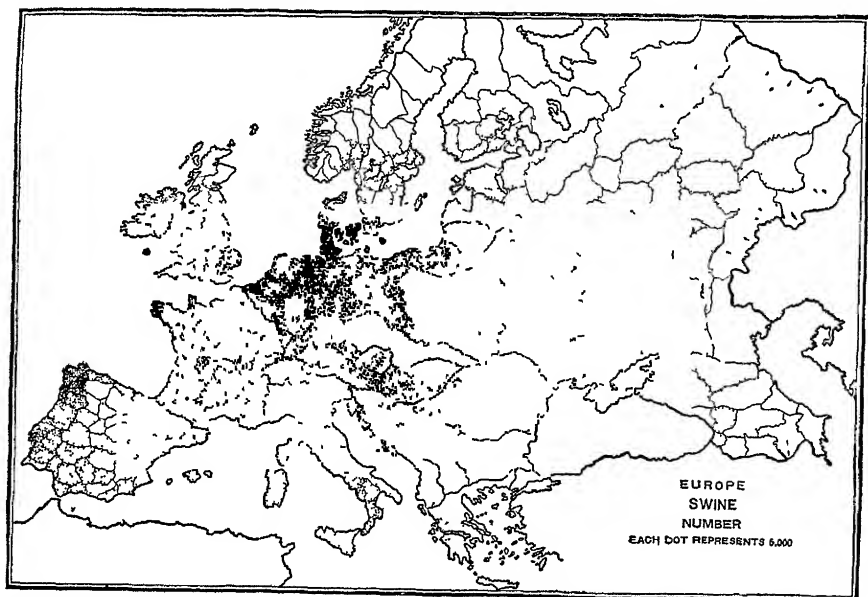 EUROPE
SWINE
NUMBER
EACH DOT REPRESENTS 5,000